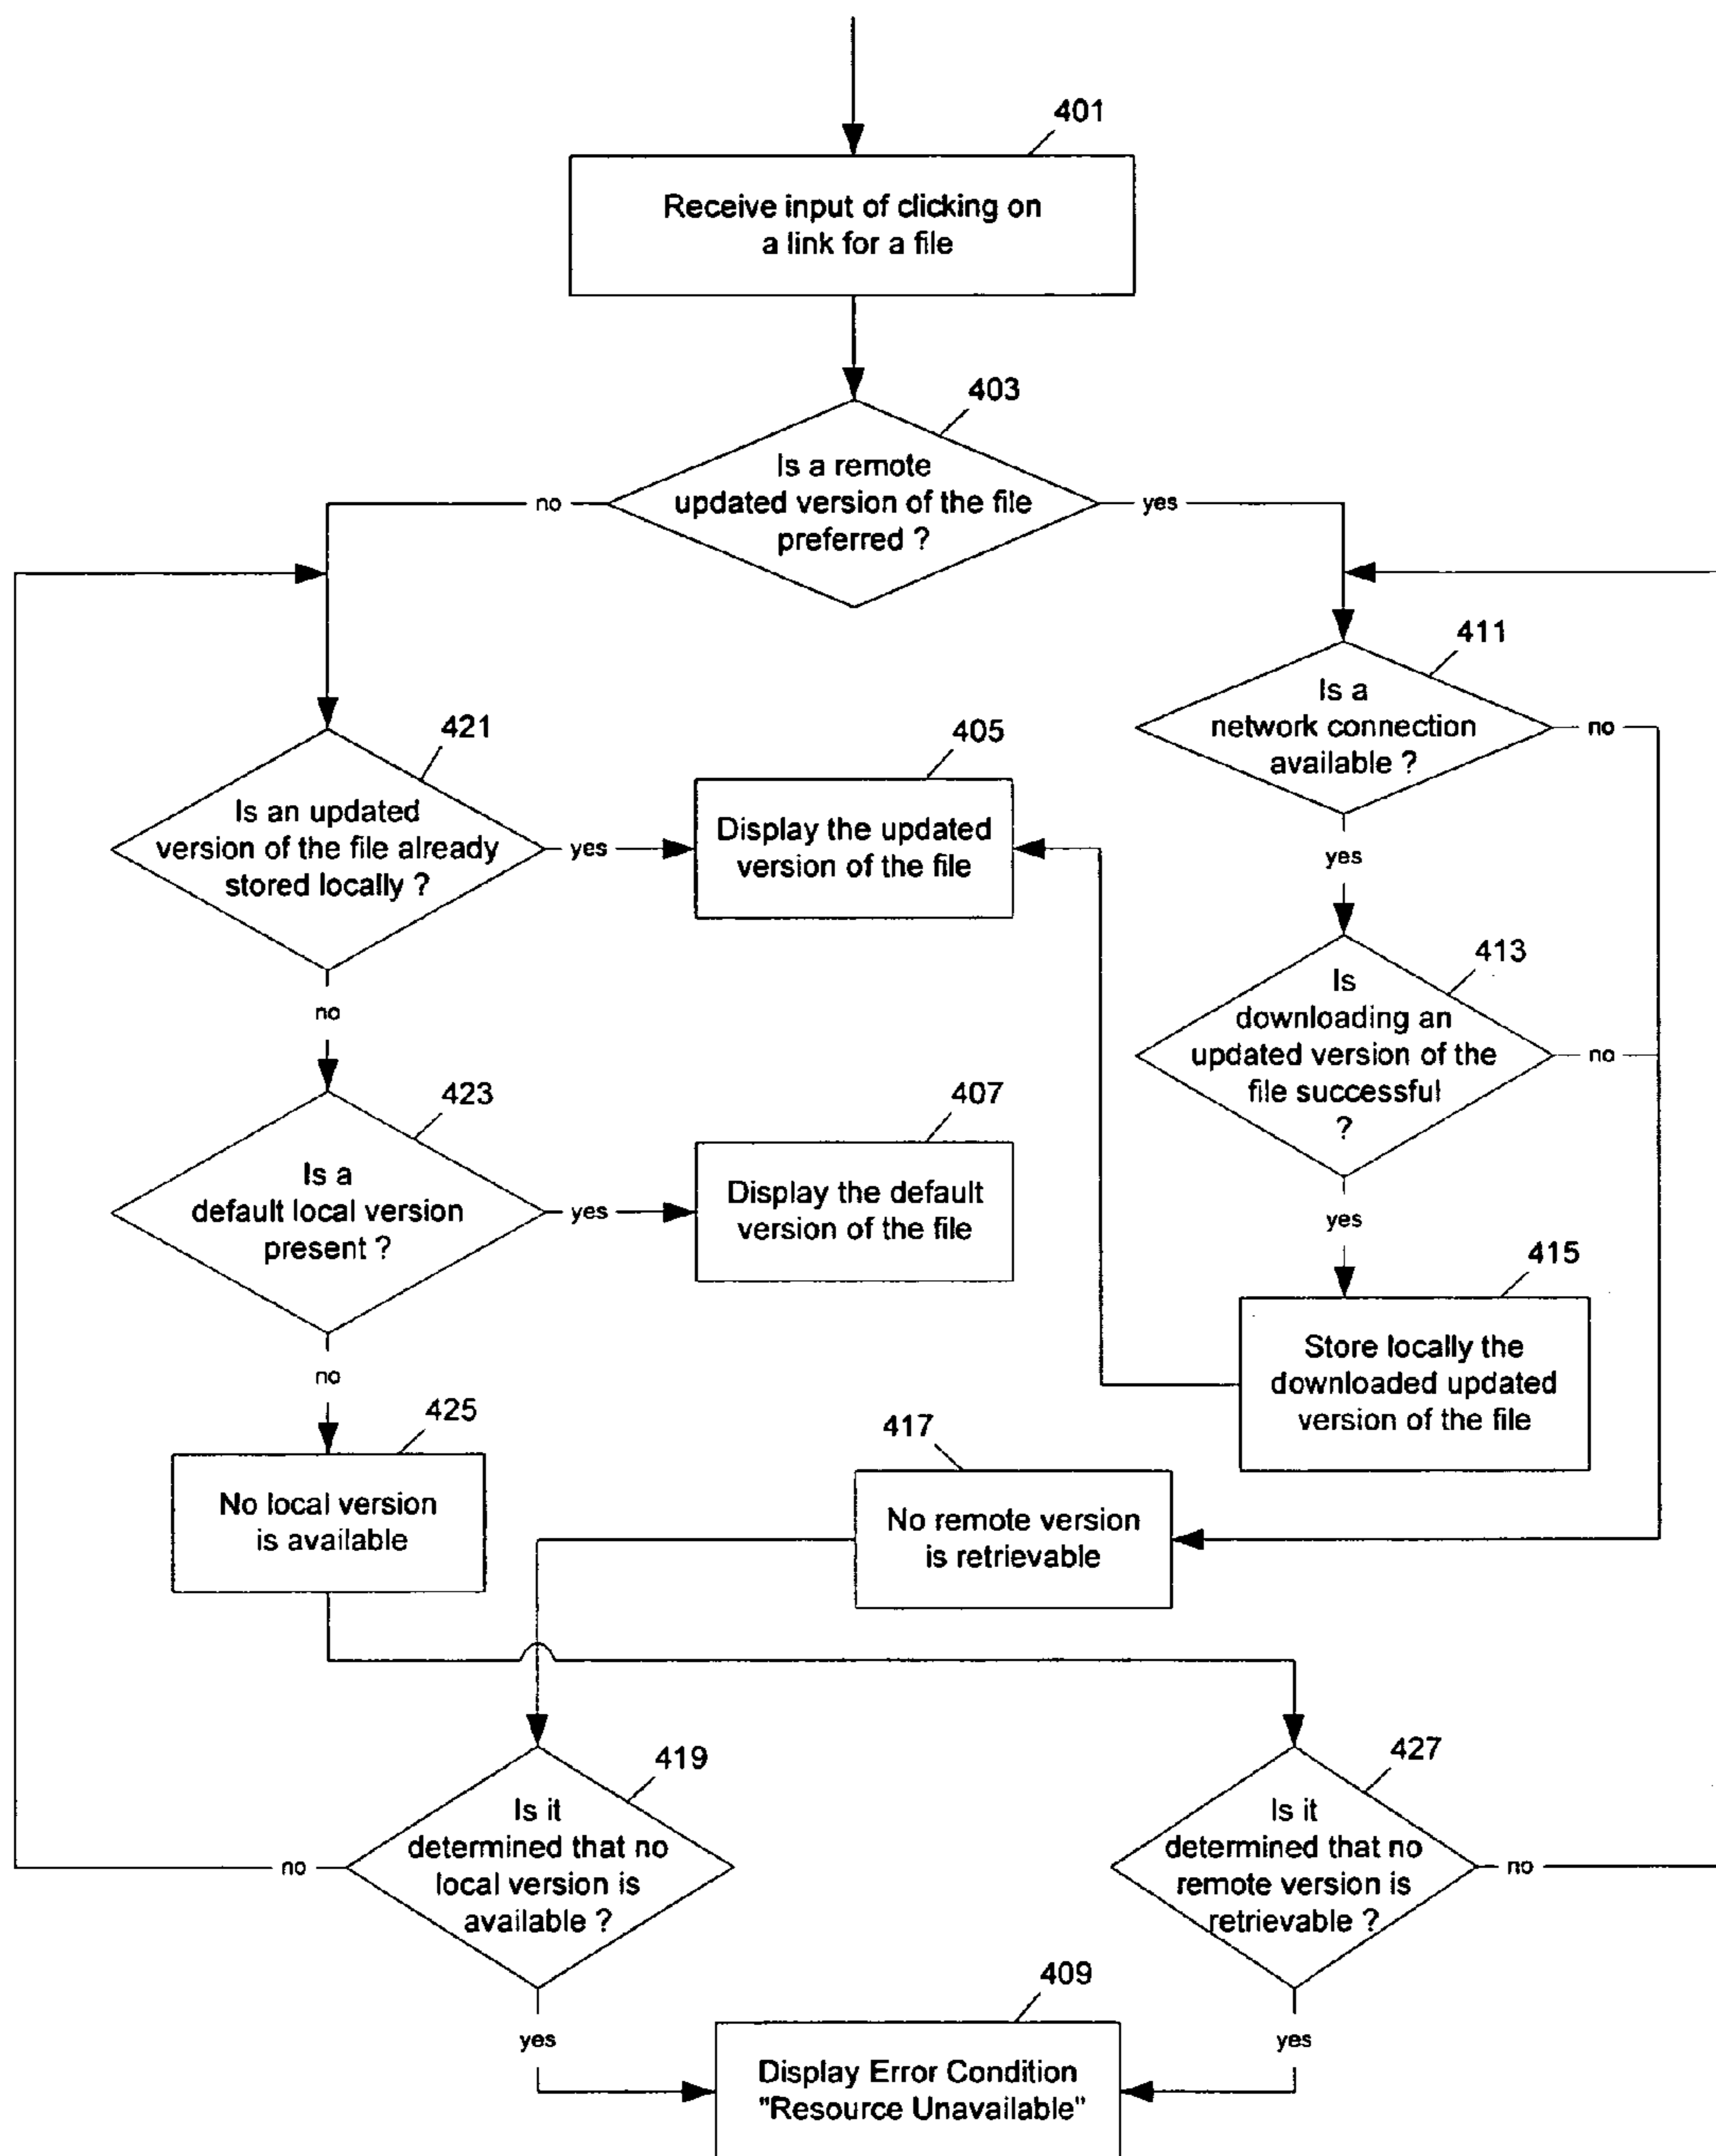 401
Receive input of clicking on
a link for a file
403
Is a remote
updated version of the file
preferred ?
no
yes
411
Is a
network connection
available ?
no
yes
421
Is an updated
version of the file already
stored locally ?
yes
no
405
Display the updated
version of the file
413
Is
downloading an
updated version of the
file successful
?
no
yes
423
Is a
default local version
present ?
yes
no
407
Display the default
version of the file
415
Store locally the
downloaded updated
version of the file
425
No local version
is available
417
No remote version
is retrievable
419
Is it
determined that no
local version is
available ?
no
yes
427
Is it
determined that no
remote version is
retrievable ?
no
yes
409
Display Error Condition
"Resource Unavailable"